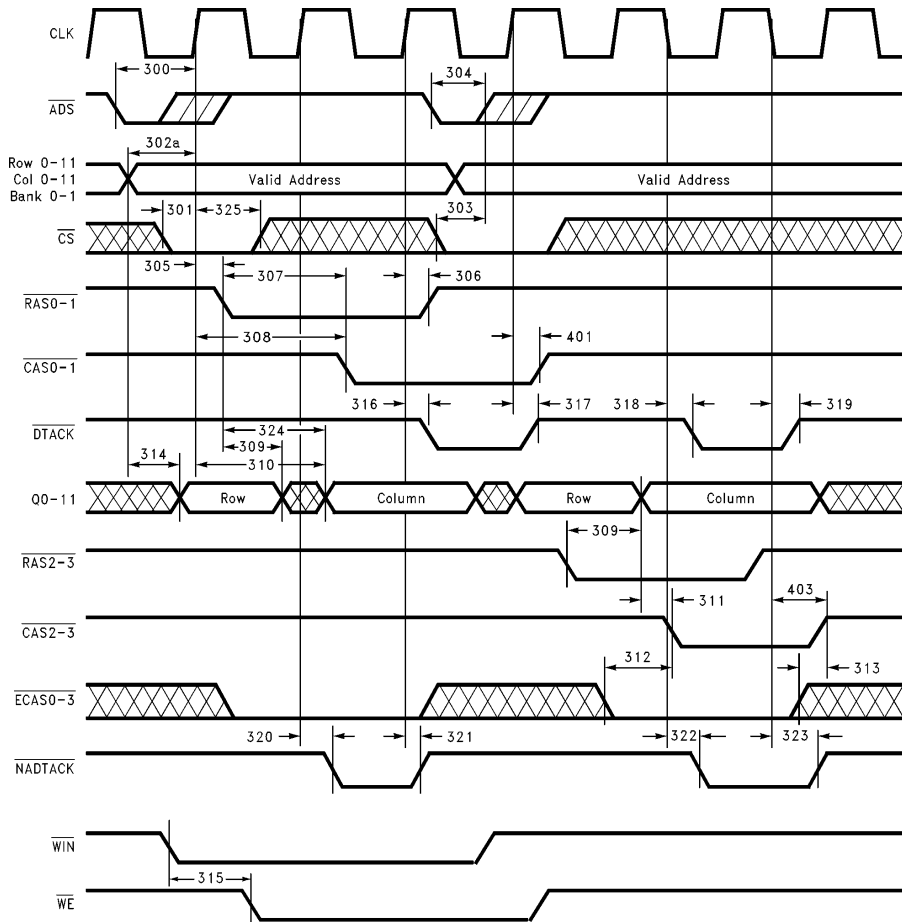 CLK
300
304
ADS
302a
Row 0-11
Col 0-11
Bank 0-1
Valid Address
Valid Address
301
325
303
CS
305
307
306
RAS0-1
308
401
CAS0-1
316
317
318
319
DTACK
324
309
314
310
Q0-11
Row
Column
Row
Column
309
RAS2-3
311
403
CAS2-3
312
313
ECAS0-3
320
321
322
323
NADTACK
WIN
315
WE